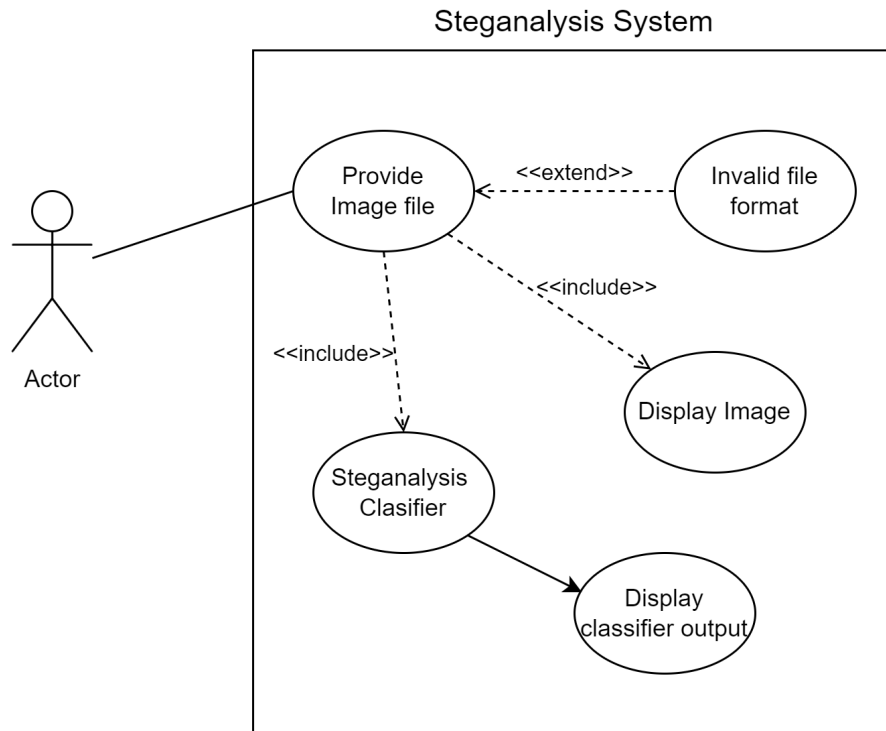 Steganalysis System
Provide
Image file
<<extend>>
Invalid file
format
<<include>>
<<include>>
Actor
Display Image
Steganalysis
Clasifier
Display
classifier output